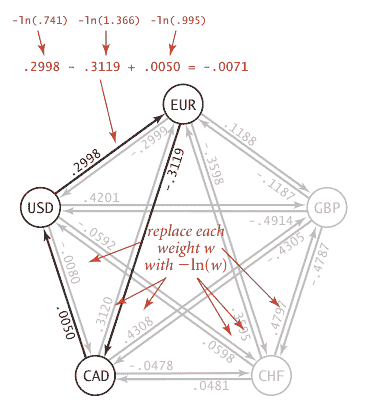 -ln(.741) -ln(1.366) -ln(.995)
.2998 - .3119 + .0050 = -.0071
EUR
.2998
-.2999
-.3119
-.3598
.1188
-.1187
USD
.4201
-.4914
GBP
-.0592
replace each
weight w
with -ln(w)
-.4305
-.4787
-.0080
.0050
.3120
.4308
.0598
.3595
.4797
CAD
-.0478
.0481
CHF